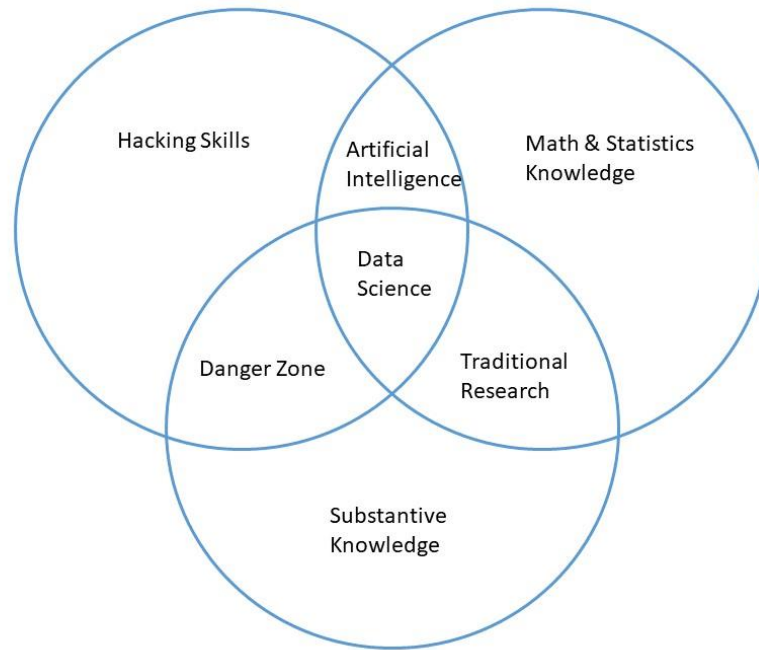 Hacking Skills
Artificial
Intelligence
Math & Statistics
Knowledge
Data
Science
Danger Zone
Traditional
Research
Substantive
Knowledge